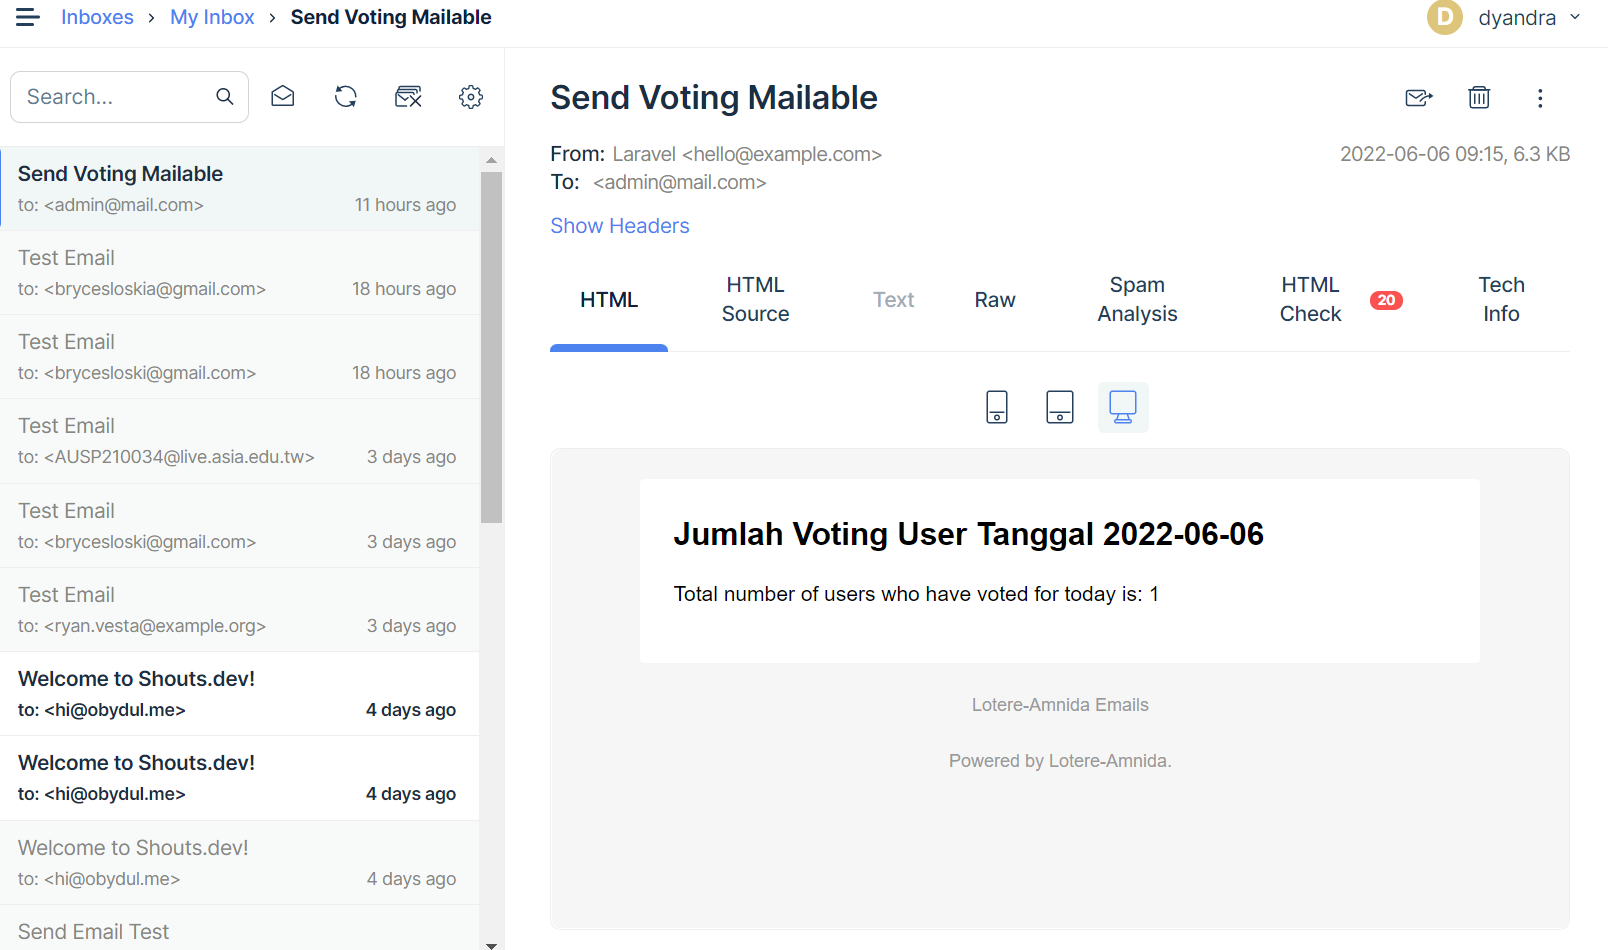 Inboxes › My Inbox › Send Voting Mailable
D dyandra
Search...
Send Voting Mailable
to: <admin@mail.com> 11 hours ago
Test Email
to: <brycesloskia@gmail.com> 18 hours ago
Test Email
to: <brycesloski@gmail.com> 18 hours ago
Test Email
to: <AUSP210034@live.asia.edu.tw> 3 days ago
Test Email
to: <brycesloski@gmail.com> 3 days ago
Test Email
to: <ryan.vesta@example.org> 3 days ago
Welcome to Shouts.dev!
to: <hi@obydul.me> 4 days ago
Welcome to Shouts.dev!
to: <hi@obydul.me> 4 days ago
Welcome to Shouts.dev!
to: <hi@obydul.me> 4 days ago
Send Email Test
Send Voting Mailable
From: Laravel <hello@example.com> 2022-06-06 09:15, 6.3 KB
To: <admin@mail.com>
Show Headers
HTML
HTML
Source
Text
Raw
Spam
Analysis
HTML
Check
20
Tech
Info
Jumlah Voting User Tanggal 2022-06-06
Total number of users who have voted for today is: 1
Lotere-Amnida Emails
Powered by Lotere-Amnida.